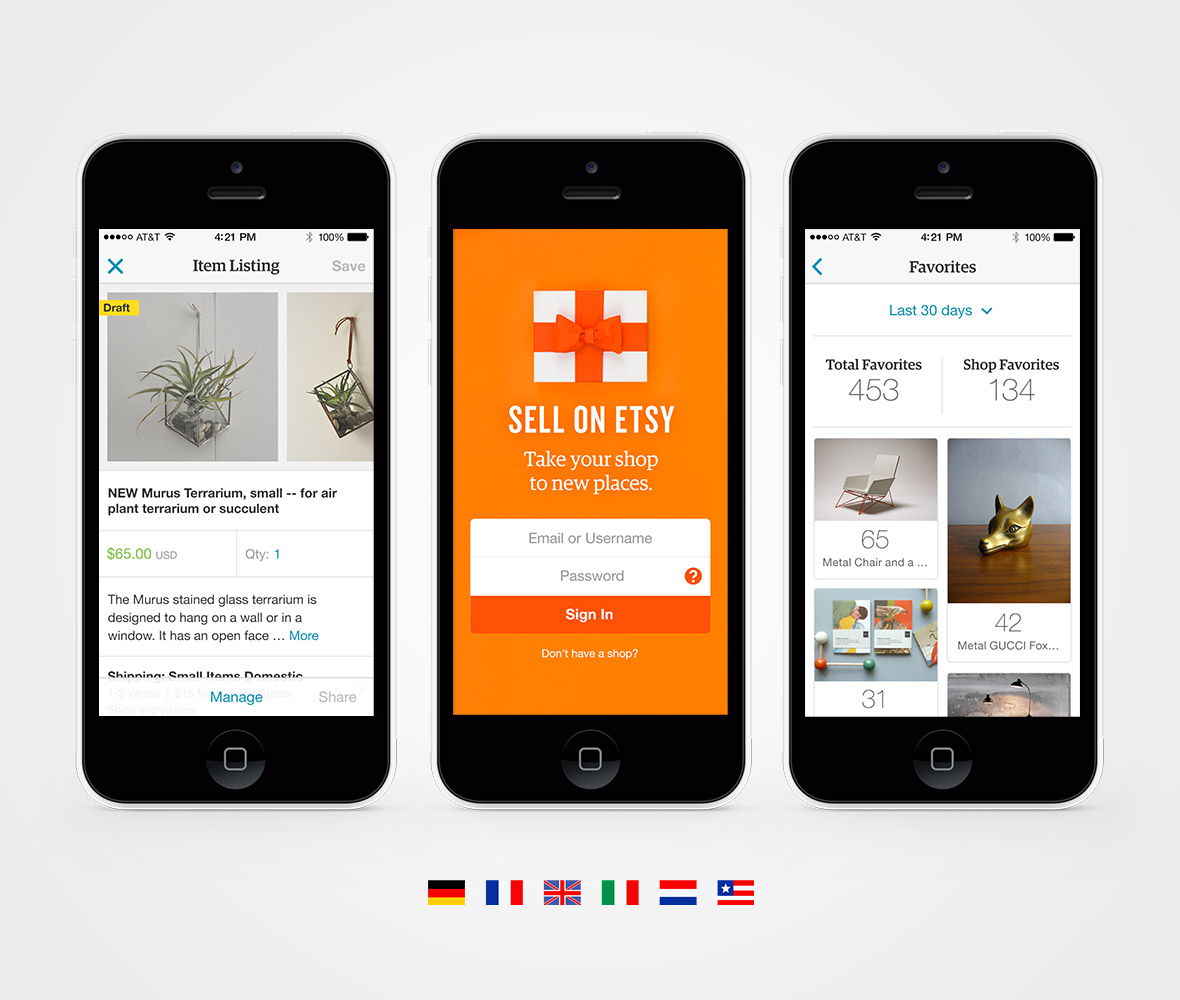 AT&T 4:21 PM 100%
Item Listing Save
Draft
NEW Murus Terrarium, small -- for air
plant terrarium or succulent
$65.00 USD Qty: 1
The Murus stained glass terrarium is
designed to hang on a wall or in a
window. It has an open face … More
Shipping: Small Items Domestic
1-2 Weeks | $15
Manage Share
Ships everywhere
SELL ON ETSY
Take your shop
to new places.
Email or Username
Password ?
Sign In
Don't have a shop?
AT&T 4:21 PM 100%
Favorites
Last 30 days
Total Favorites Shop Favorites
453 134
65
Metal Chair and a …
42
Metal GUCCI Fox…
31